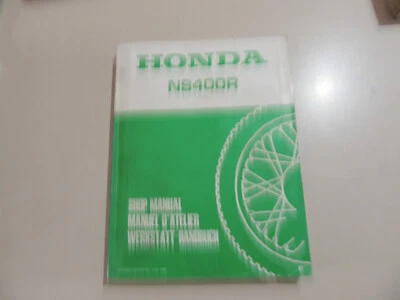 HONDA
NS400R
SHOP MANUAL
MANUEL D'ATELIER
WERKSTATT HANDBUCH